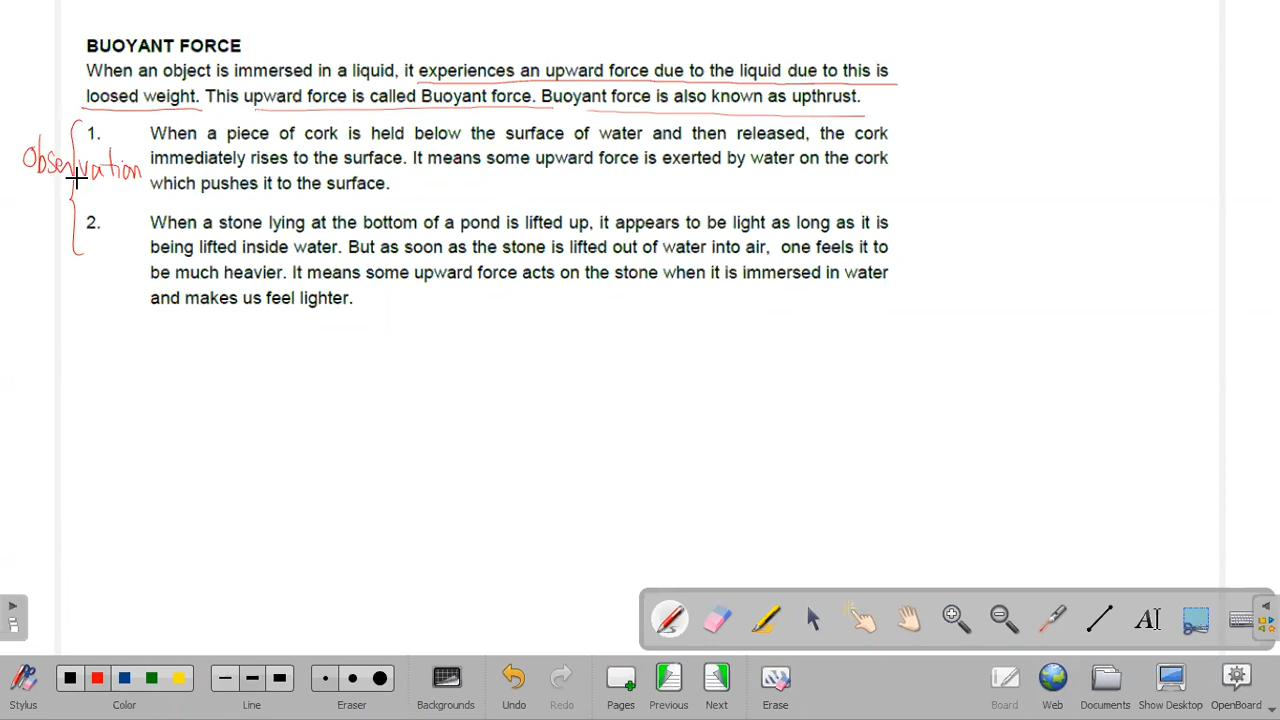 BUOYANT FORCE
When an object is immersed in a liquid, it experiences an upward force due to the liquid due to this is
loosed weight. This upward force is called Buoyant force. Buoyant force is also known as upthrust.
Observation
1. When a piece of cork is held below the surface of water and then released, the cork
immediately rises to the surface. It means some upward force is exerted by water on the cork
which pushes it to the surface.
2. When a stone lying at the bottom of a pond is lifted up, it appears to be light as long as it is
being lifted inside water. But as soon as the stone is lifted out of water into air, one feels it to
be much heavier. It means some upward force acts on the stone when it is immersed in water
and makes us feel lighter.
AI
Stylus Color Line Eraser Backgrounds Undo Redo Pages Previous Next Erase Board Web Documents Show Desktop OpenBoard